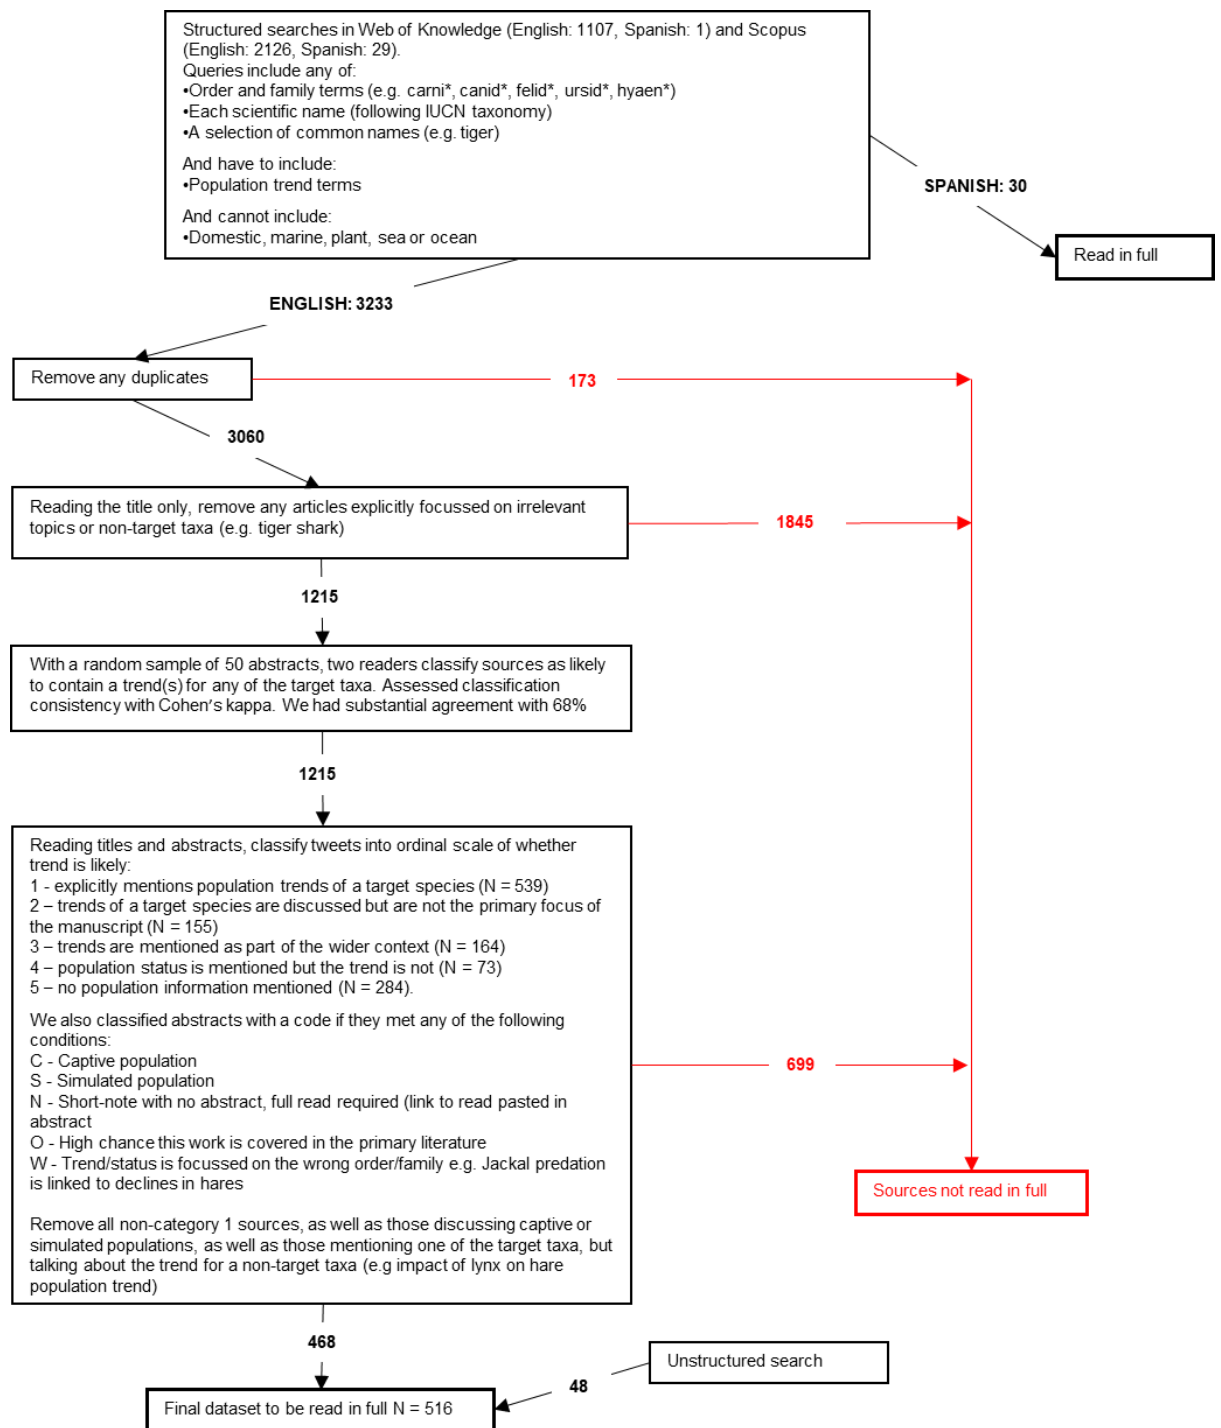 Structured searches in Web of Knowledge (English: 1107, Spanish: 1) and Scopus
(English: 2126, Spanish: 29).
Queries include any of:
•Order and family terms (e.g. carni*, canid*, felid*, ursid*, hyaen*)
•Each scientific name (following IUCN taxonomy)
•A selection of common names (e.g. tiger)
And have to include:
•Population trend terms
And cannot include:
•Domestic, marine, plant, sea or ocean
SPANISH: 30
Read in full
ENGLISH: 3233
Remove any duplicates
173
3060
Reading the title only, remove any articles explicitly focussed on irrelevant
topics or non-target taxa (e.g. tiger shark)
1845
1215
With a random sample of 50 abstracts, two readers classify sources as likely
to contain a trend(s) for any of the target taxa. Assessed classification
consistency with Cohen's kappa. We had substantial agreement with 68%
1215
Reading titles and abstracts, classify tweets into ordinal scale of whether
trend is likely:
1 - explicitly mentions population trends of a target species (N = 539)
2 – trends of a target species are discussed but are not the primary focus of
the manuscript (N = 155)
3 – trends are mentioned as part of the wider context (N = 164)
4 – population status is mentioned but the trend is not (N = 73)
5 – no population information mentioned (N = 284).
We also classified abstracts with a code if they met any of the following
conditions:
C - Captive population
S - Simulated population
N - Short-note with no abstract, full read required (link to read pasted in
abstract
O - High chance this work is covered in the primary literature
W - Trend/status is focussed on the wrong order/family e.g. Jackal predation
is linked to declines in hares
Remove all non-category 1 sources, as well as those discussing captive or
simulated populations, as well as those mentioning one of the target taxa, but
talking about the trend for a non-target taxa (e.g impact of lynx on hare
population trend)
699
Sources not read in full
468
Unstructured search
48
Final dataset to be read in full N = 516